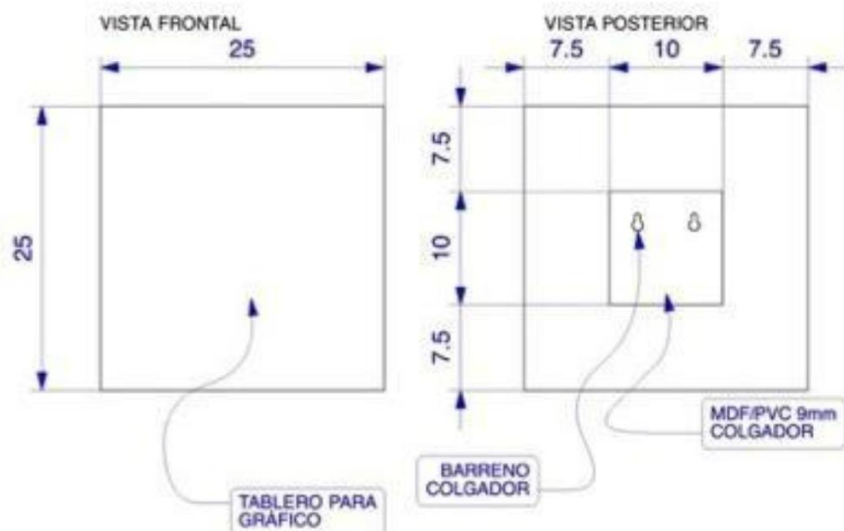 VISTA FRONTAL
25
25
TABLERO PARA
GRÁFICO
VISTA POSTERIOR
7.5 10 7.5
7.5
10
7.5
MDF/PVC 9mm
COLGADOR
BARRENO
COLGADOR